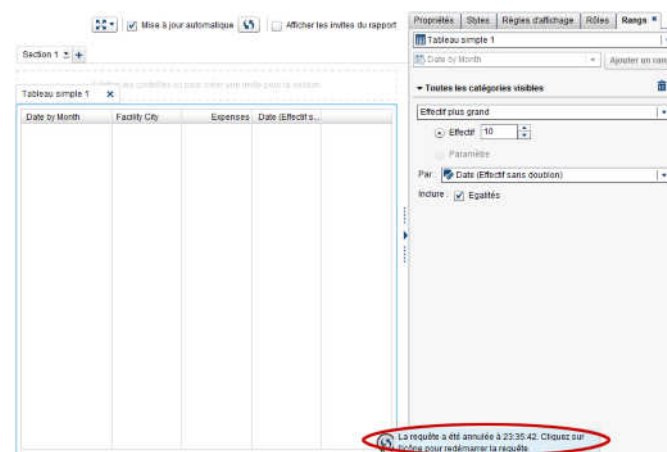 Mise à jour automatique
Afficher les invites du rapport
Section 1
Tableau simple 1
Date by Month
Facility City
Expenses
Date (Effectif s...
Propriétés
Styles
Règles d'affichage
Rôles
Rangs
Tableau simple 1
Date by Month
Ajouter un ran
Toutes les catégories visibles
Effectif plus grand
Effectif
10
Paramètre
Par :
Date (Effectif sans doublon)
Inclure :
Egalités
La requête a été annulée à 23:35:42. Cliquez sur
l'icône pour redémarrer la requête